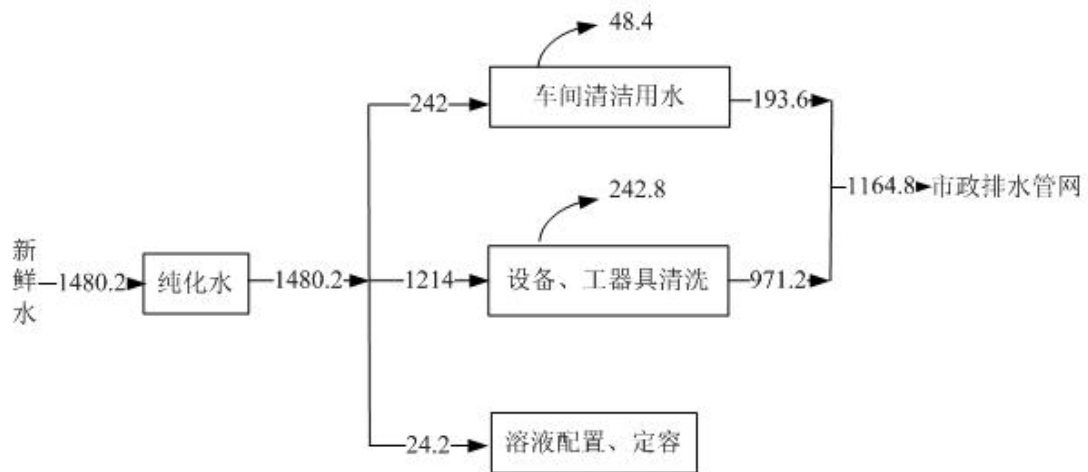 48.4
242
车间清洁用水
193.6
242.8
1164.8
市政排水管网
新
鲜
水
1480.2
纯化水
1480.2
1214
设备、工器具清洗
971.2
24.2
溶液配置、定容